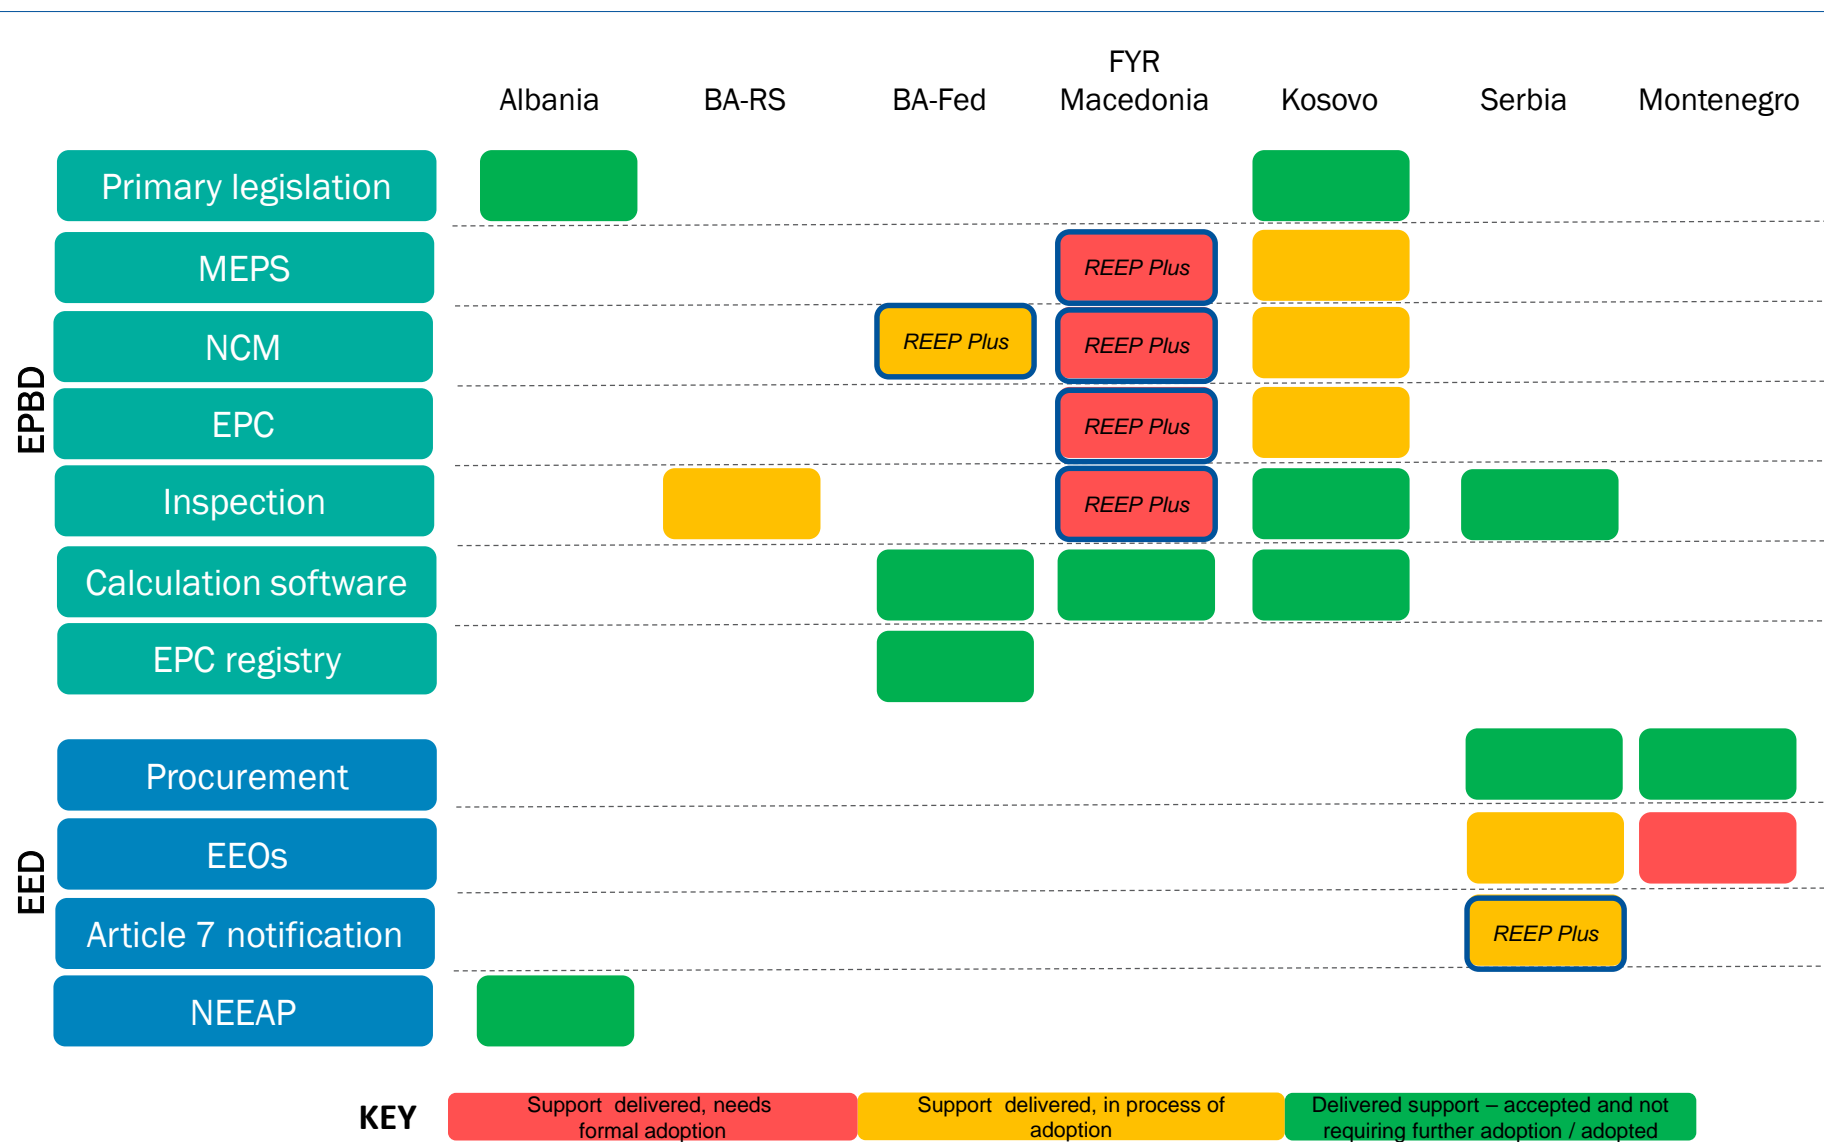 FYR
Albania BA-RS BA-Fed Macedonia Kosovo Serbia Montenegro
EPBD
Primary legislation
MEPS REEP Plus
NCM REEP Plus REEP Plus
EPC REEP Plus
Inspection REEP Plus
Calculation software
EPC registry
EED
Procurement
EEOs
Article 7 notification REEP Plus
NEEAP
KEY
Support delivered, needs
formal adoption
Support delivered, in process of
adoption
Delivered support – accepted and not
requiring further adoption / adopted